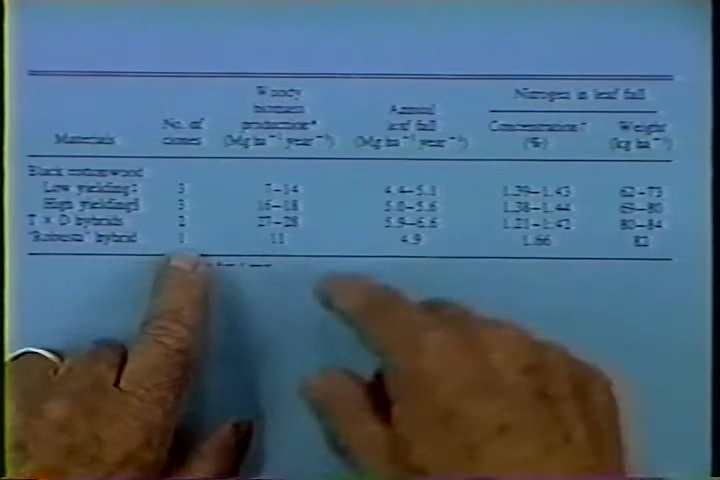 Woody
biomass
Nitrogen in leaf fall
Annual
No. of
production*
leaf fall
Concentration†
Weight
Materials
clones
(Mg ha⁻¹ year⁻¹)
(Mg ha⁻¹ year⁻¹)
(%)
(kg ha⁻¹)
Black cottonwood
Low yielding‡ 3 7–14 4.4–5.1 1.39–1.43 62–73
High yielding§ 3 16–18 5.0–5.6 1.38–1.44 69–80
T × D hybrids 2 27–28 5.9–6.6 1.21–1.42 80–84
"Robusta" hybrid 1 11 4.9 1.66 82